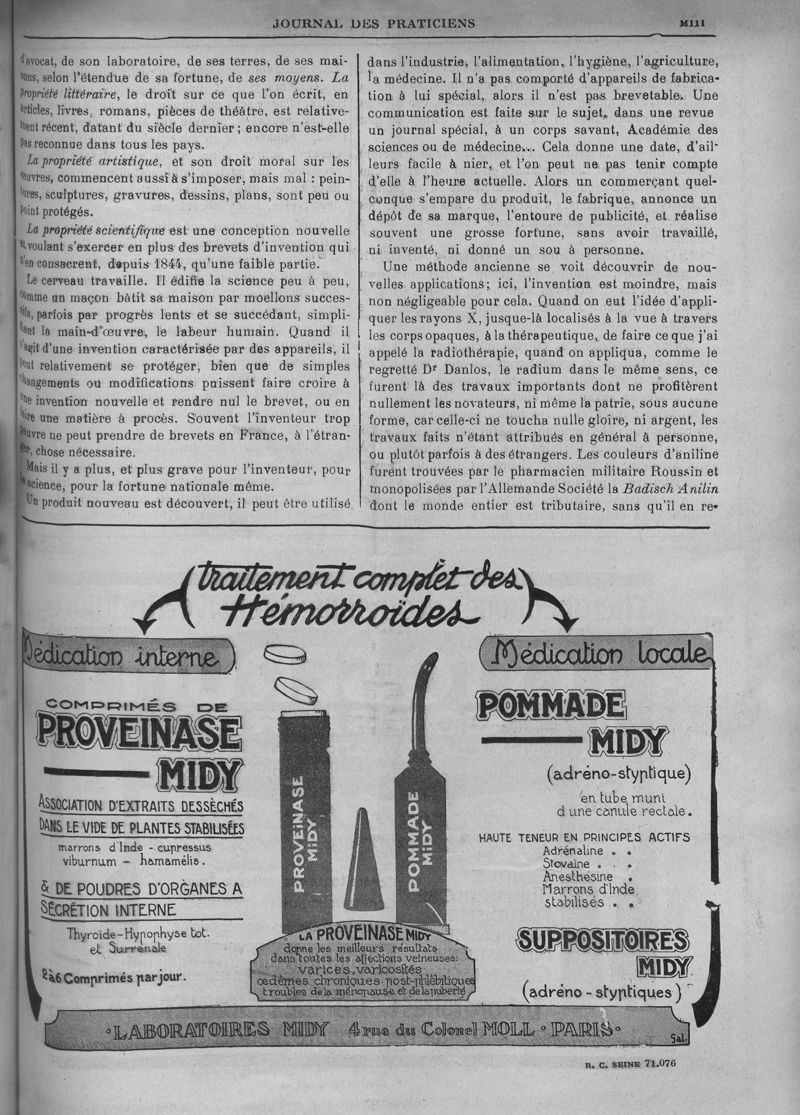 JOURNAL DES PRATICIENS
d'avocat, de son laboratoire, de ses terres, de ses mai-
sons, selon l'étendue de sa fortune, de ses moyens. La
propriété littéraire, le droit sur ce que l'on écrit, en
articles, livres, romans, pièces de théâtre, est relative-
ment récent, datant du siècle dernier ; encore n'est-elle
pas reconnue dans tous les pays.
La propriété artistique, et son droit moral sur les
œuvres, commencent aussi à s'imposer, mais mal : pein-
tures, sculptures, gravures, dessins, plans, sont peu ou
point protégés.
La propriété scientifique est une conception nouvelle
et voulant s'exercer en plus des brevets d'invention qui
n'en consacrent, depuis 1844, qu'une faible partie.
Le cerveau travaille. Il édifie la science peu à peu,
comme un maçon bâtit sa maison par moellons succes-
sifs, parfois par progrès lents et se succédant, simpli-
fiant la main-d'œuvre, le labeur humain. Quand il
s'agit d'une invention caractérisée par des appareils, il
peut relativement se protéger, bien que de simples
changements ou modifications puissent faire croire à
une invention nouvelle et rendre nul le brevet, ou en
faire une matière à procès. Souvent l'inventeur trop
pauvre ne peut prendre de brevets en France, à l'étran-
ger, chose nécessaire.
Mais il y a plus, et plus grave pour l'inventeur, pour
la science, pour la fortune nationale même.
Un produit nouveau est découvert, il peut être utilisé
dans l'industrie, l'alimentation, l'hygiène, l'agriculture,
la médecine. Il n'a pas comporté d'appareils de fabrica-
tion à lui spécial, alors il n'est pas brevetable. Une
communication est faite sur le sujet, dans une revue
un journal spécial, à un corps savant, Académie des
sciences ou de médecine... Cela donne une date, d'ail-
leurs facile à nier, et l'on peut ne pas tenir compte
d'elle à l'heure actuelle. Alors un commerçant quel-
conque s'empare du produit, le fabrique, annonce un
dépôt de sa marque, l'entoure de publicité, et réalise
souvent une grosse fortune, sans avoir travaillé,
ni inventé, ni donné un sou à personne.
Une méthode ancienne se voit découvrir de nou-
velles applications ; ici, l'invention est moindre, mais
non négligeable pour cela. Quand on eut l'idée d'appli-
quer les rayons X, jusque-là localisés à la vue à travers
les corps opaques, à la thérapeutique, de faire ce que j'ai
appelé la radiothérapie, quand on appliqua, comme le
regretté Dr Danlos, le radium dans le même sens, ce
furent là des travaux importants dont ne profitèrent
nullement les novateurs, ni même la patrie, sous aucune
forme, car celle-ci ne toucha nulle gloire, ni argent, les
travaux faits n'étant attribués en général à personne,
ou plutôt parfois à des étrangers. Les couleurs d'aniline
furent trouvées par le pharmacien militaire Roussin et
monopolisées par l'Allemande Société la Badisch Anilin
dont le monde entier est tributaire, sans qu'il en re-
traitement complet des
Hémorroïdes
Médication interne
COMPRIMÉS DE
PROVEINASE
MIDY
ASSOCIATION D'EXTRAITS DESSÈCHÉS
DANS LE VIDE DE PLANTES STABILISÉES
marrons d'Inde - cupressus
viburnum - hamamélis.
& DE POUDRES D'ORGANES A
SÉCRÉTION INTERNE
Thyroïde-Hypophyse tot.
et Surrénale
2 à 6 Comprimés par jour.
PROVEINASE
MIDY
POMMADE
MIDY
LA PROVEINASE MIDY
donne les meilleurs résultats
dans toutes les affections veineuses:
varices, varicosités
œdèmes chroniques post-phlébitiques
troubles de la ménopause et de la puberté
Médication locale
POMMADE
MIDY
(adréno-styptique)
en tube muni
d'une canule rectale.
HAUTE TENEUR EN PRINCIPES ACTIFS
Adrénaline . .
Stovaïne . . .
Anesthésine .
Marrons d'Inde
stabilisés . .
SUPPOSITOIRES
MIDY
(adréno-styptiques)
LABORATOIRES MIDY 4 rue du Colonel MOLL PARIS
Gal.
R. C. SEINE 71.076